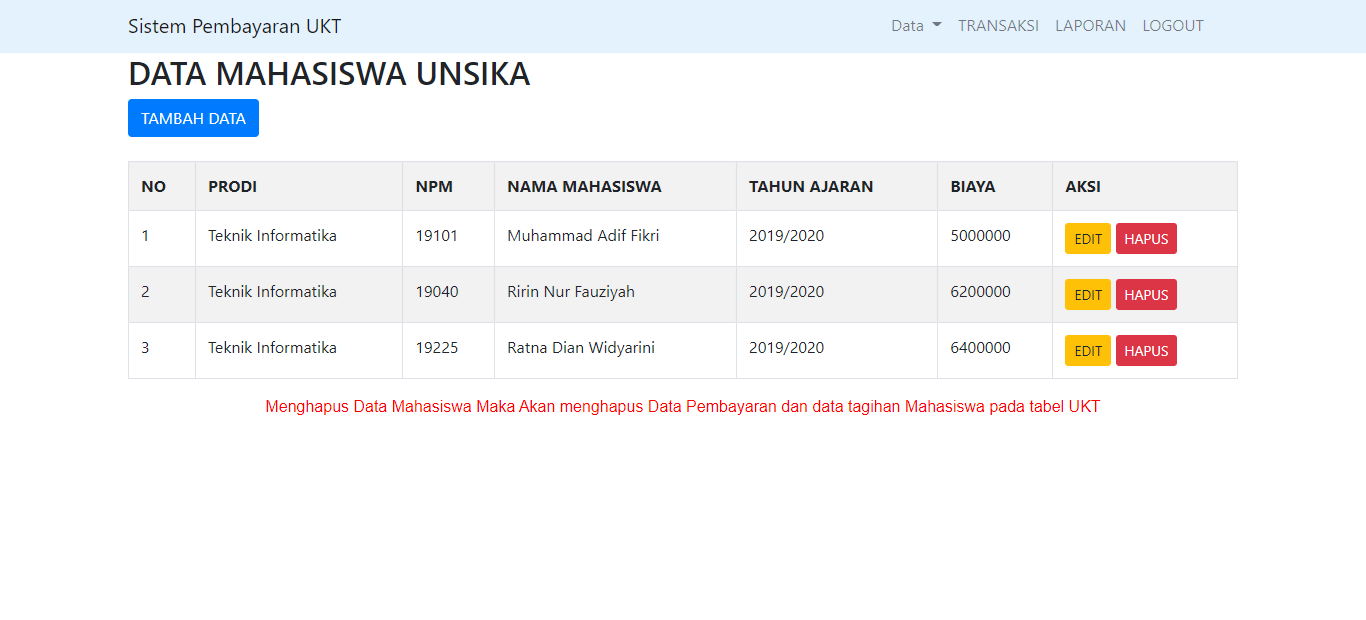 Sistem Pembayaran UKT Data TRANSAKSI LAPORAN LOGOUT
DATA MAHASISWA UNSIKA
TAMBAH DATA
NO PRODI NPM NAMA MAHASISWA TAHUN AJARAN BIAYA AKSI
1 Teknik Informatika 19101 Muhammad Adif Fikri 2019/2020 5000000 EDIT HAPUS
2 Teknik Informatika 19040 Ririn Nur Fauziyah 2019/2020 6200000 EDIT HAPUS
3 Teknik Informatika 19225 Ratna Dian Widyarini 2019/2020 6400000 EDIT HAPUS
Menghapus Data Mahasiswa Maka Akan menghapus Data Pembayaran dan data tagihan Mahasiswa pada tabel UKT